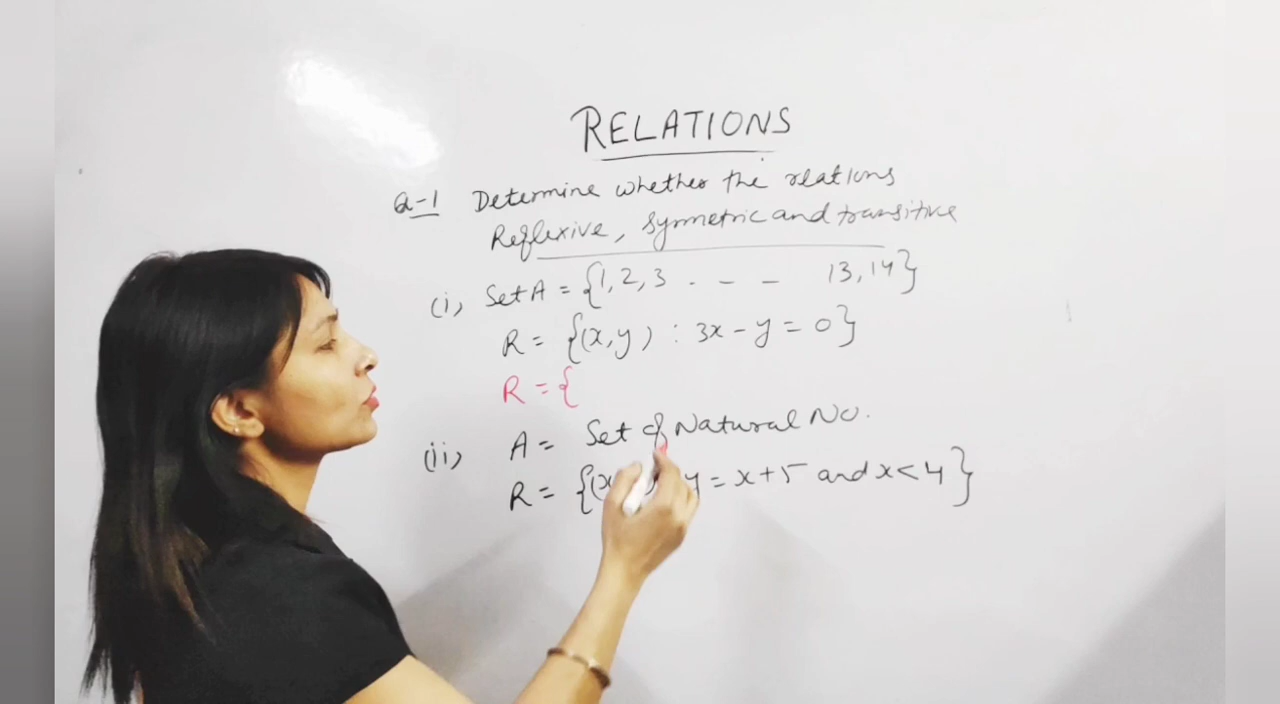 RELATIONS
Q-1 Determine whether the relations
Reflexive, symmetric and transitive
(i) Set A = {1, 2, 3 . - - 13, 14}
R = {(x, y) : 3x - y = 0}
R = {
(ii) A = Set of Natural No.
R = {(x y = x + 5 and x < 4}